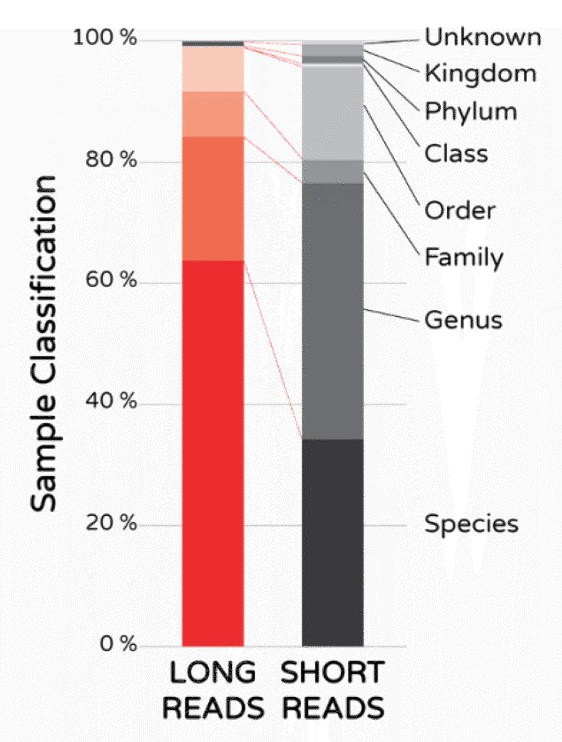 Sample Classification
100 %
80 %
60 %
40 %
20 %
0 %
Unknown
Kingdom
Phylum
Class
Order
Family
Genus
Species
LONG
READS
SHORT
READS